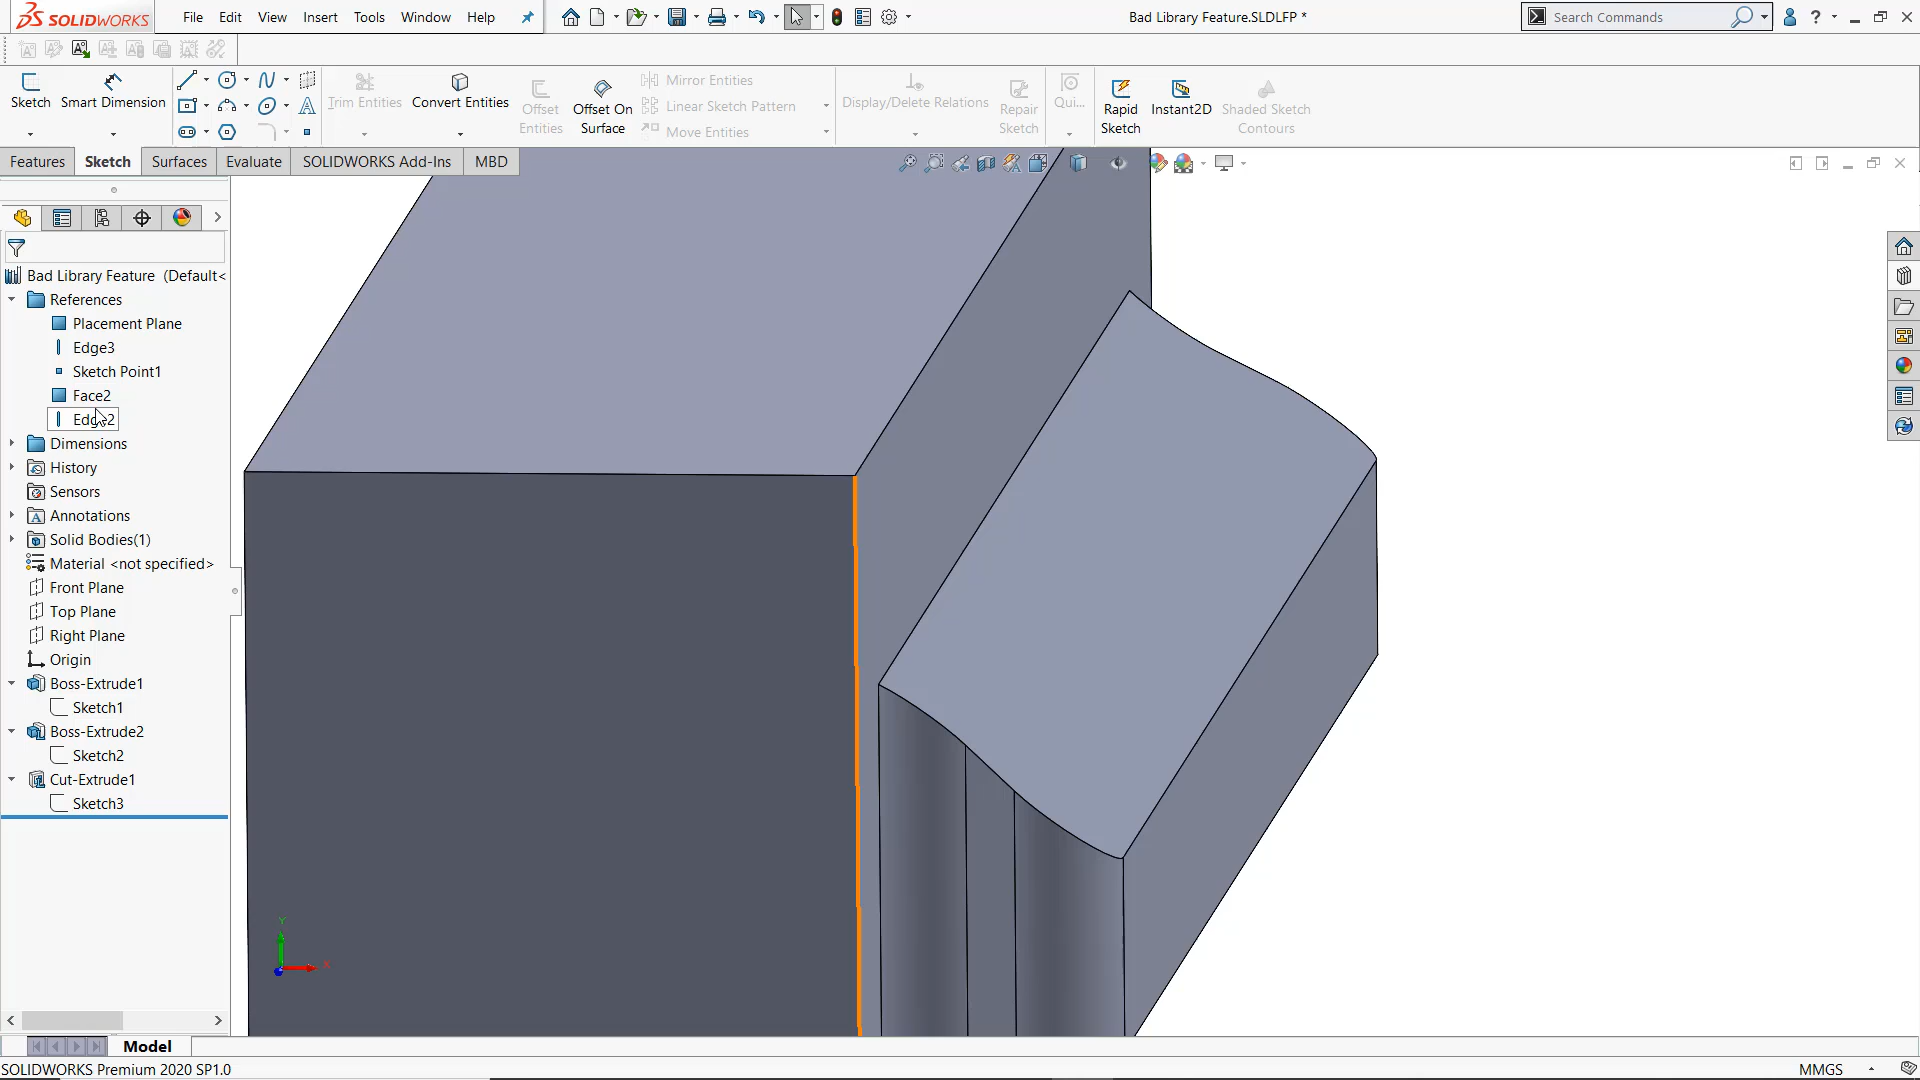 SOLIDWORKS File Edit View Insert Tools Window Help Bad Library Feature.SLDLFP * Search Commands
Sketch Smart Dimension Trim Entities Convert Entities Offset Entities Offset On Surface Mirror Entities Display/Delete Relations Repair Sketch Qui... Rapid Sketch Instant2D Shaded Sketch Contours
Linear Sketch Pattern
Move Entities
Features Sketch Surfaces Evaluate SOLIDWORKS Add-Ins MBD
Bad Library Feature (Default<
References
Placement Plane
Edge3
Sketch Point1
Face2
Edge2
Dimensions
History
Sensors
Annotations
Solid Bodies(1)
Material <not specified>
Front Plane
Top Plane
Right Plane
Origin
Boss-Extrude1
Sketch1
Boss-Extrude2
Sketch2
Cut-Extrude1
Sketch3
Y
X
Model
SOLIDWORKS Premium 2020 SP1.0 MMGS